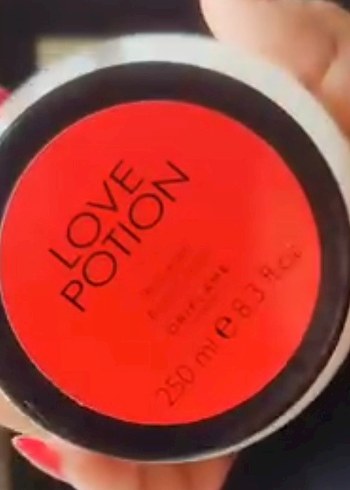 LOVE
POTION
ORIFLAME
250 ml e 8.3 fl.oz.